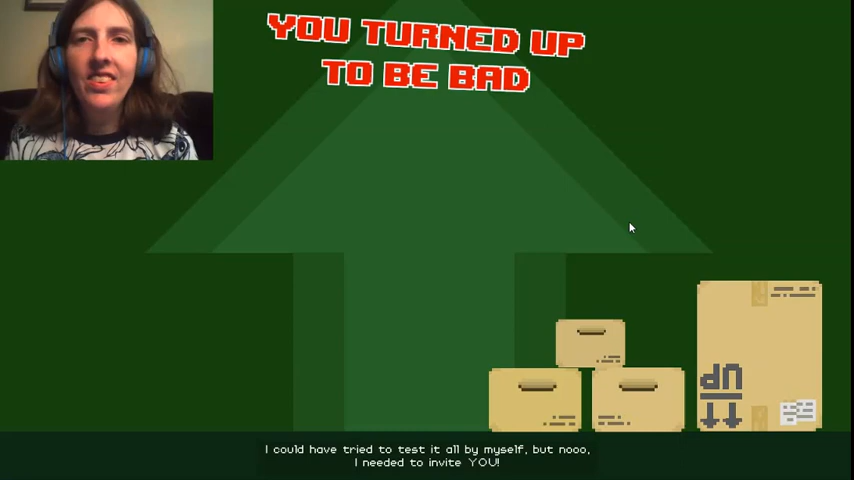 YOU TURNED UP
TO BE BAD
UP
I could have tried to test it all by myself, but nooo,
I needed to invite YOU!